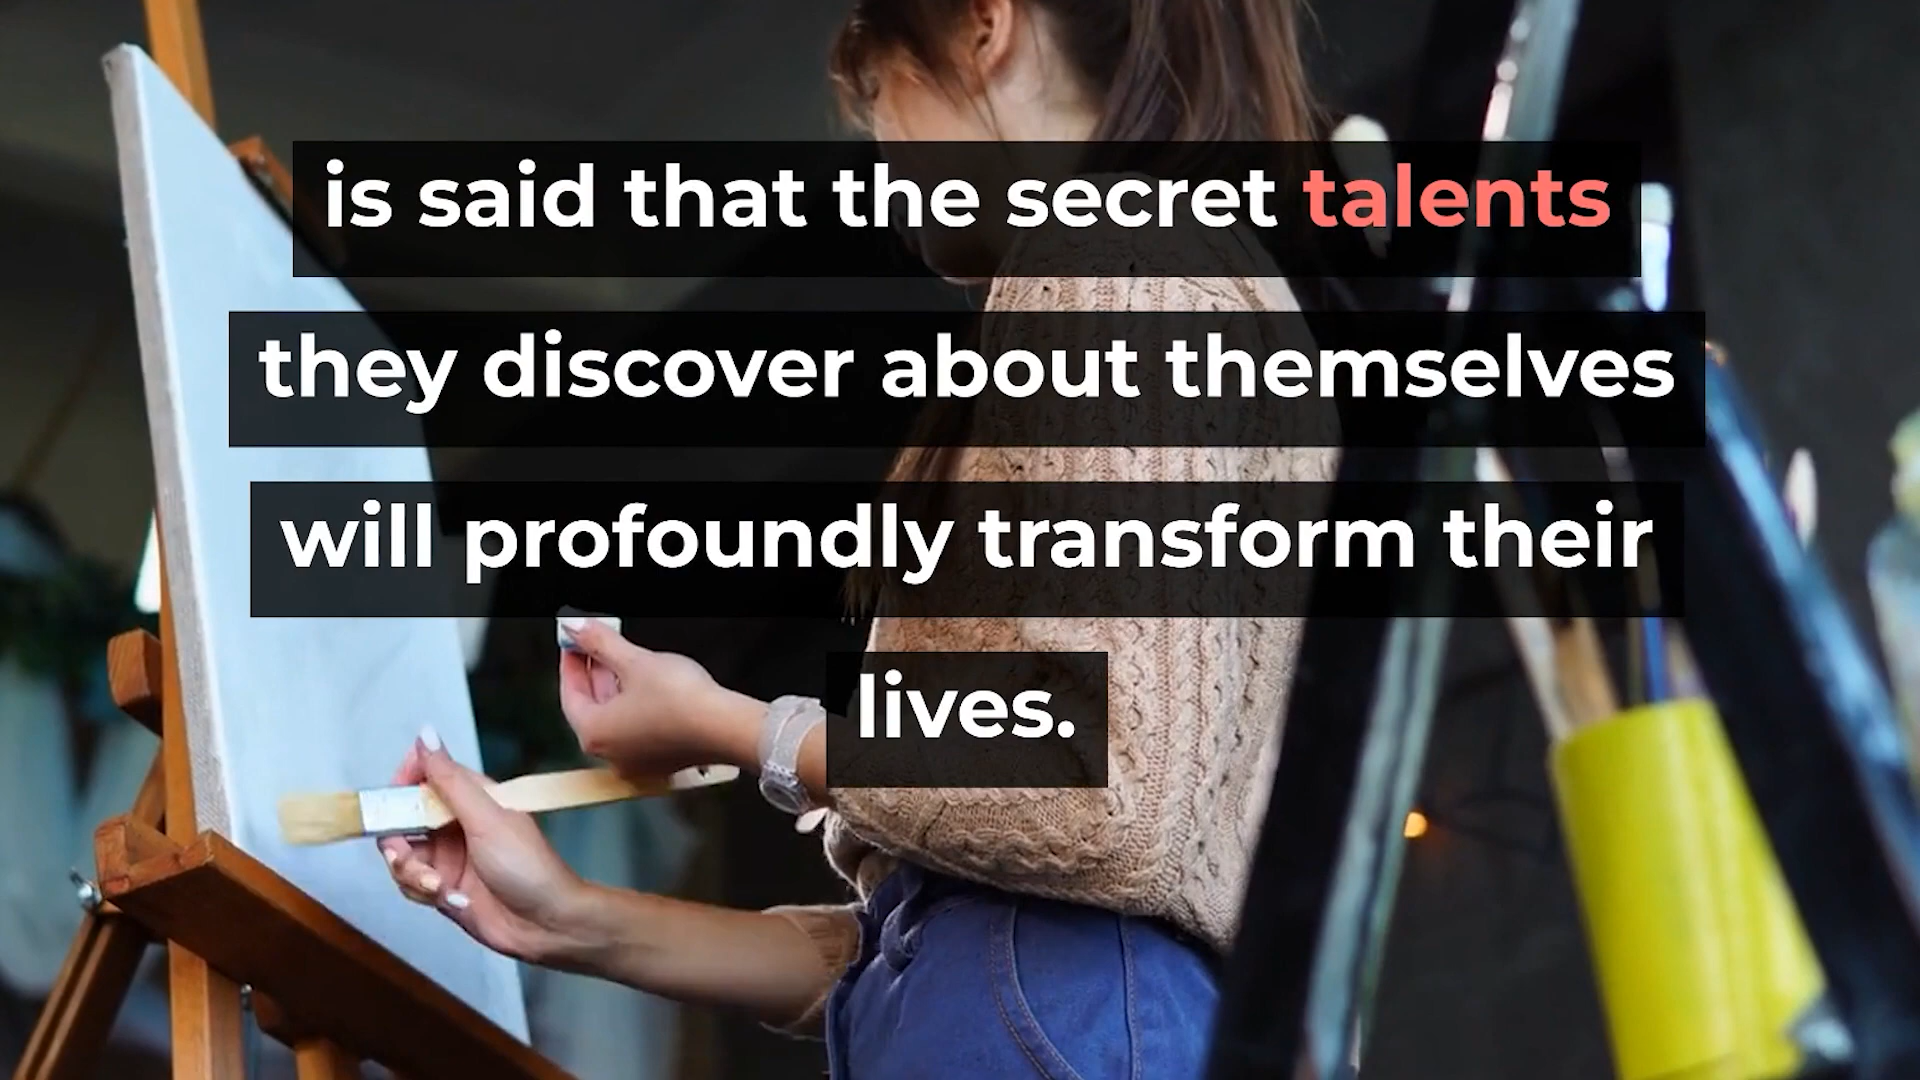 is said that the secret talents
they discover about themselves
will profoundly transform their
lives.